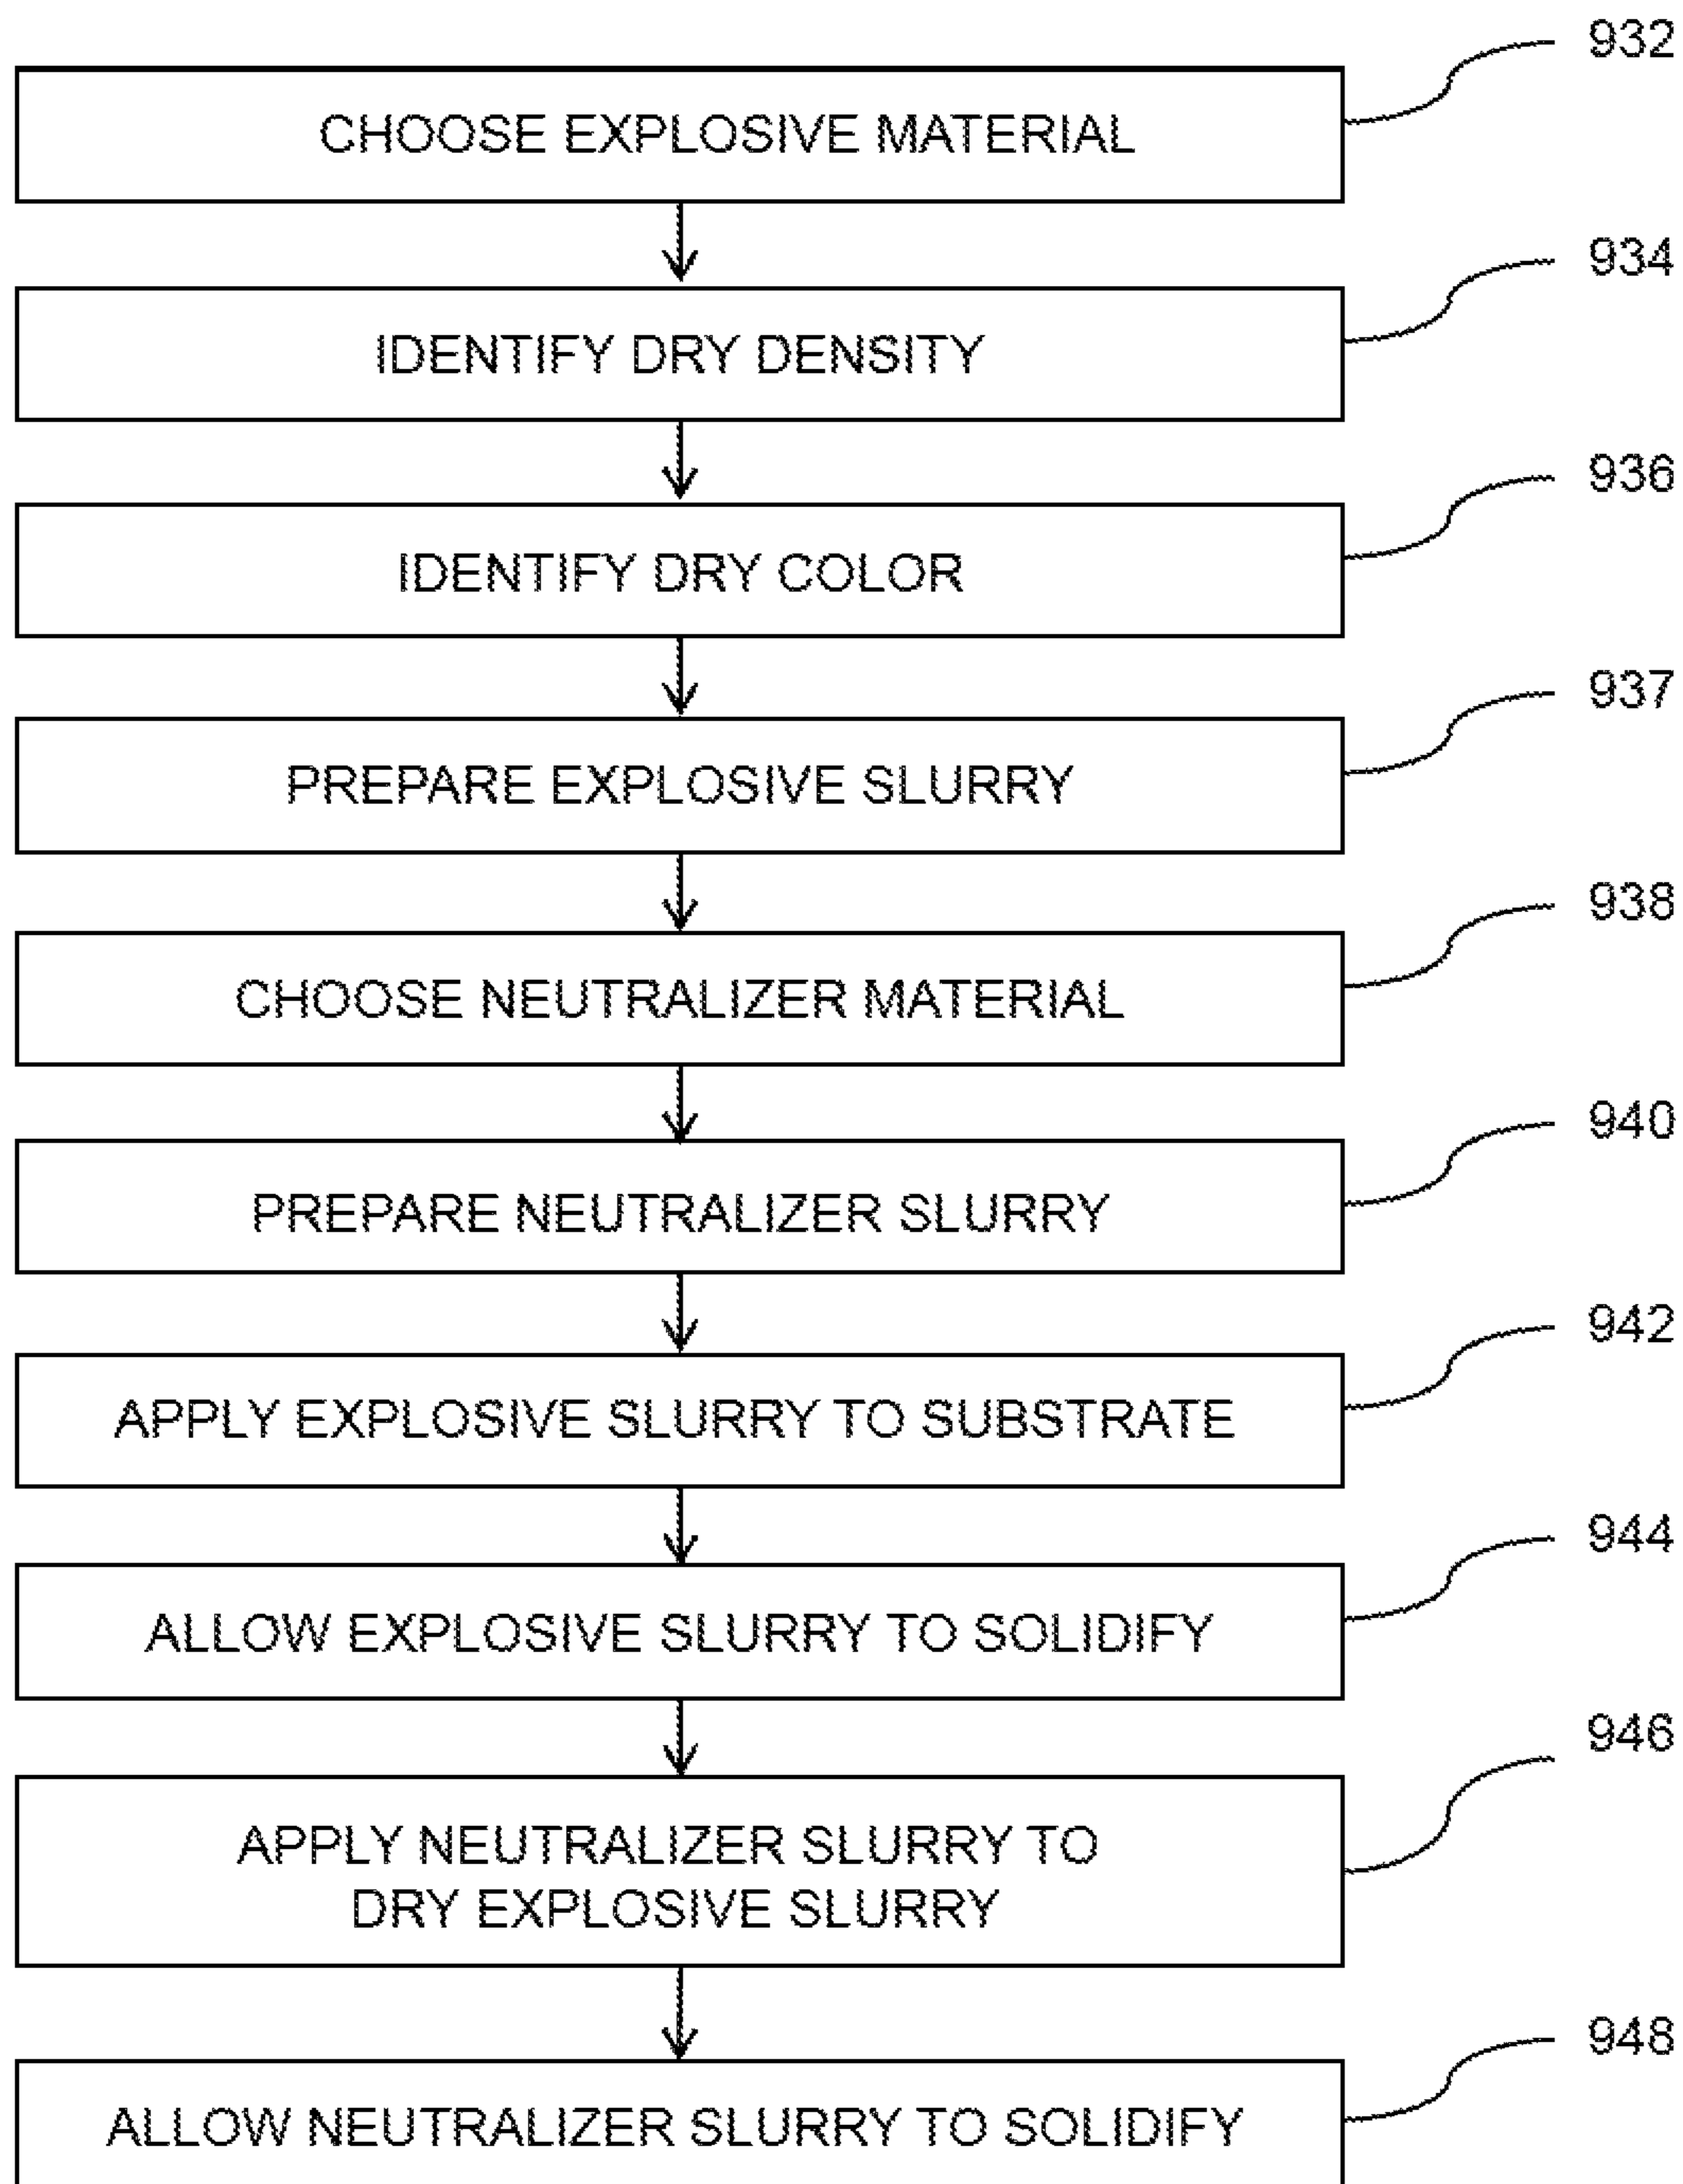 932
CHOOSE EXPLOSIVE MATERIAL
934
IDENTIFY DRY DENSITY
936
IDENTIFY DRY COLOR
937
PREPARE EXPLOSIVE SLURRY
938
CHOOSE NEUTRALIZER MATERIAL
940
PREPARE NEUTRALIZER SLURRY
942
APPLY EXPLOSIVE SLURRY TO SUBSTRATE
944
ALLOW EXPLOSIVE SLURRY TO SOLIDIFY
946
APPLY NEUTRALIZER SLURRY TO
DRY EXPLOSIVE SLURRY
948
ALLOW NEUTRALIZER SLURRY TO SOLIDIFY